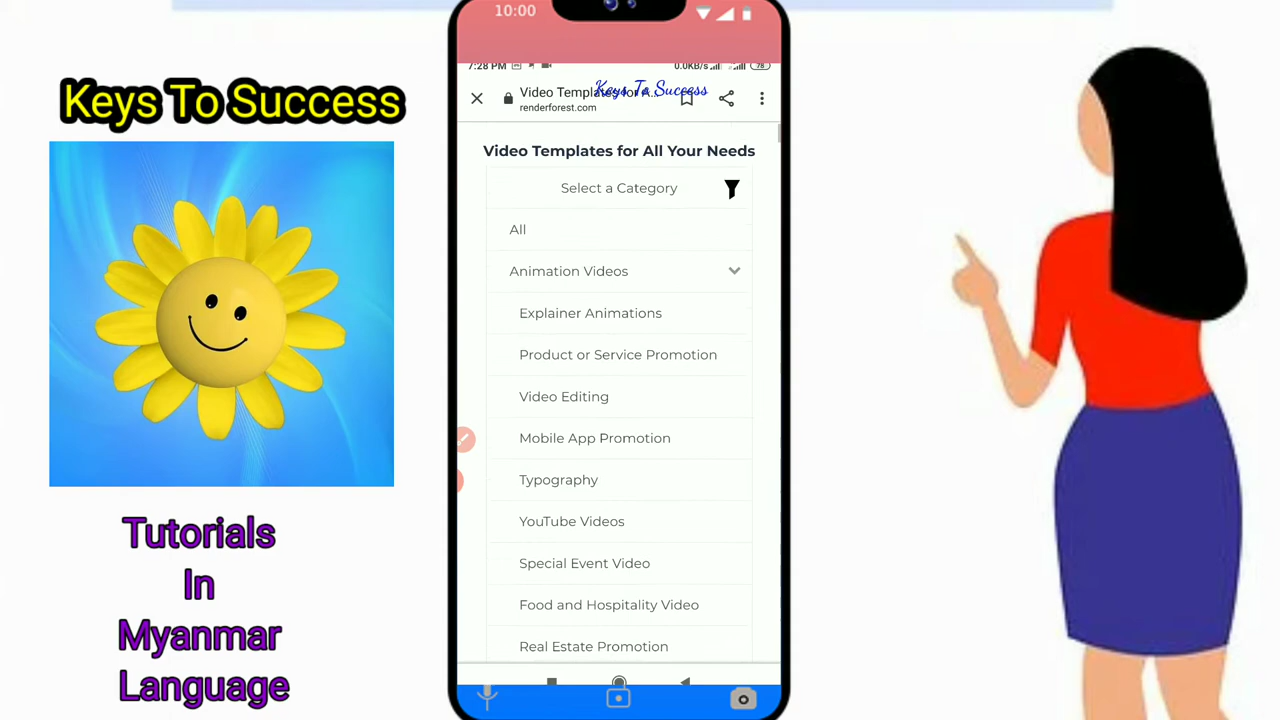 Keys To Success
Tutorials
In
Myanmar
Language
10:00
7:28 PM
0.0KB/s
78
Video Templates for A...
Keys To Success
renderforest.com
Video Templates for All Your Needs
Select a Category
All
Animation Videos
Explainer Animations
Product or Service Promotion
Video Editing
Mobile App Promotion
Typography
YouTube Videos
Special Event Video
Food and Hospitality Video
Real Estate Promotion